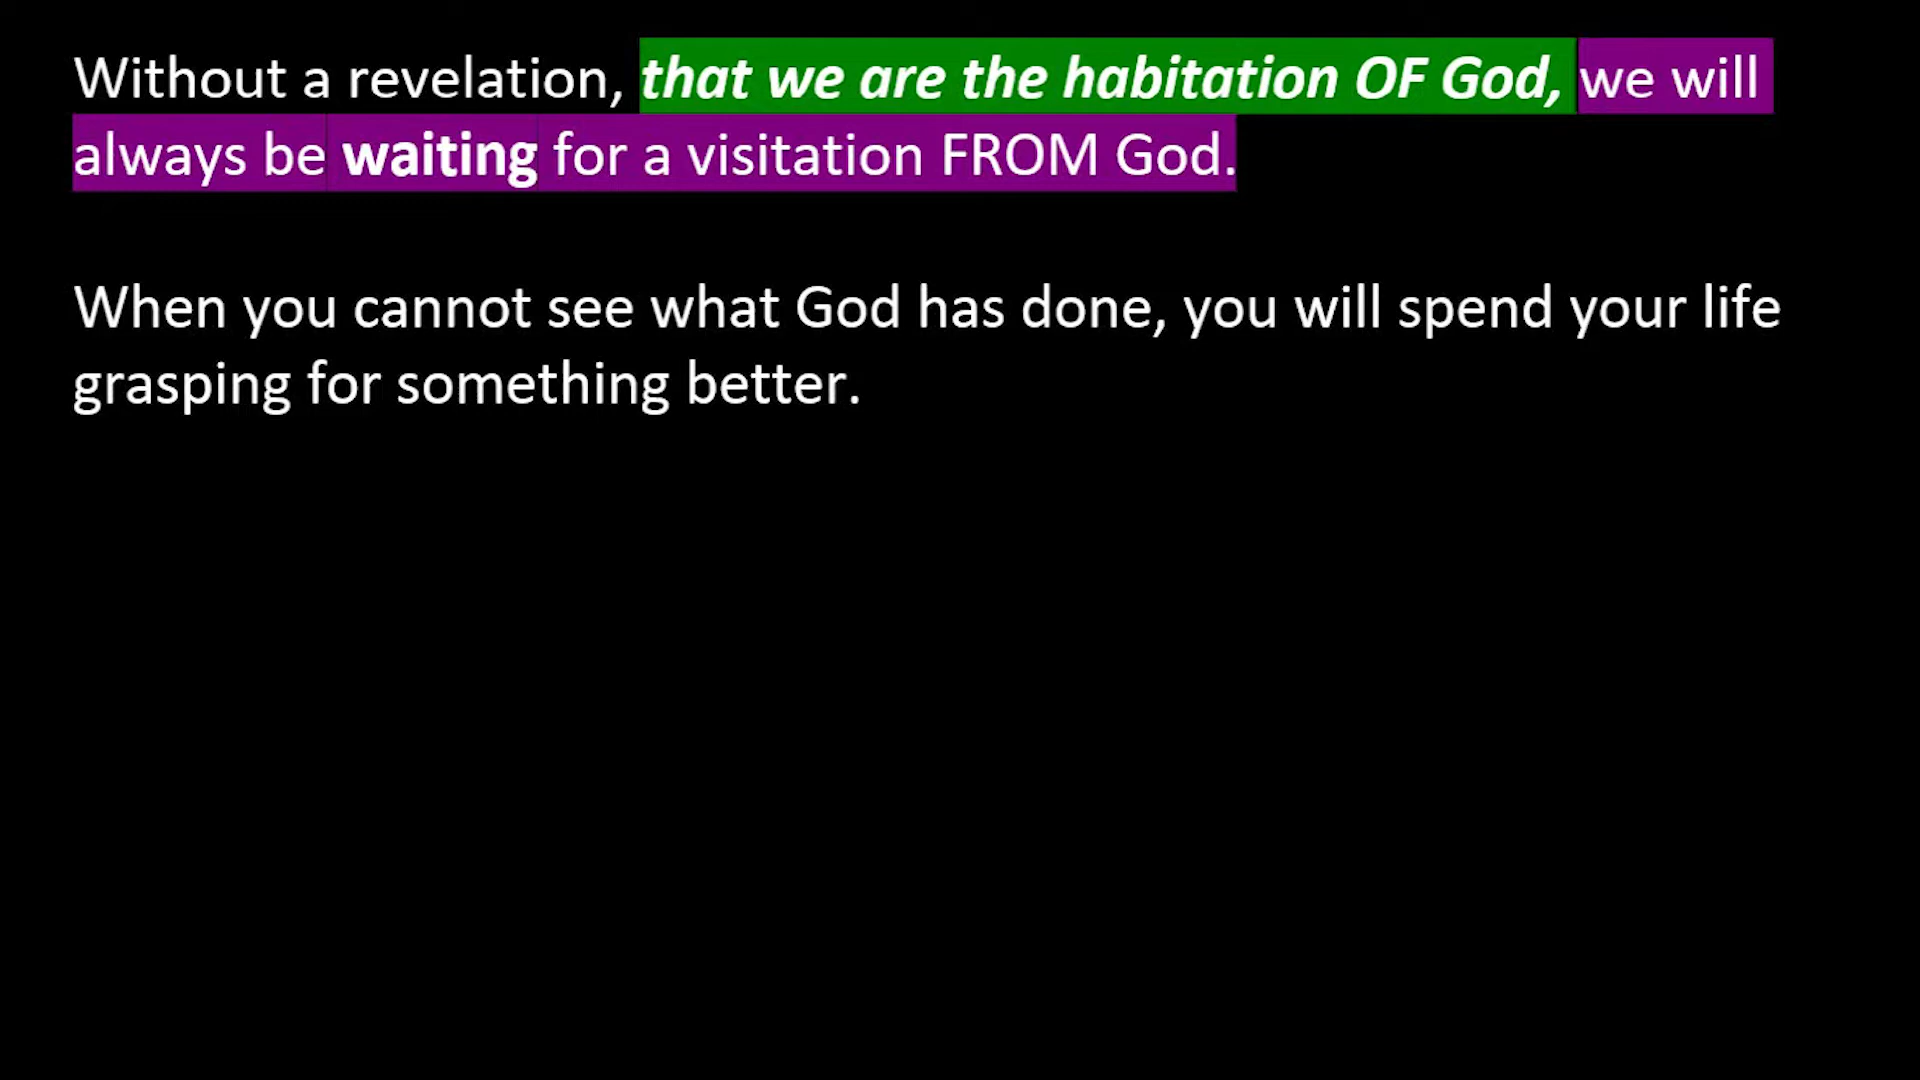 Without a revelation, that we are the habitation OF God, we will
always be waiting for a visitation FROM God.
When you cannot see what God has done, you will spend your life
grasping for something better.